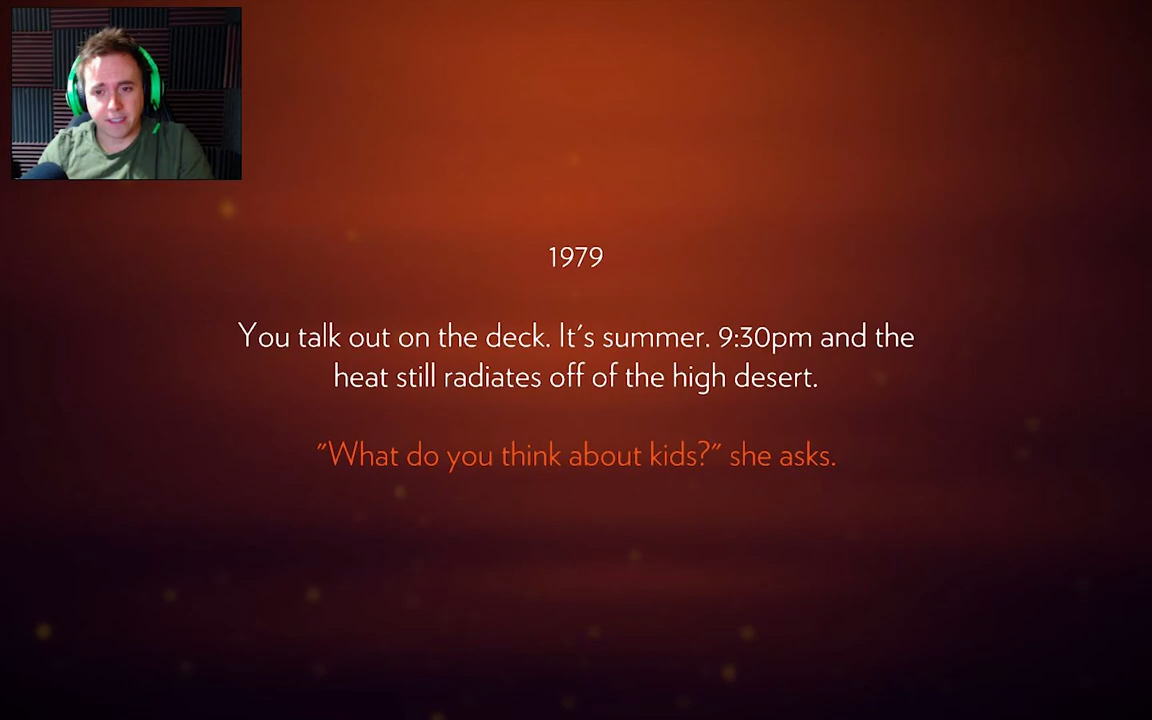 1979
You talk out on the deck. It's summer. 9:30pm and the
heat still radiates off of the high desert.
"What do you think about kids?" she asks.